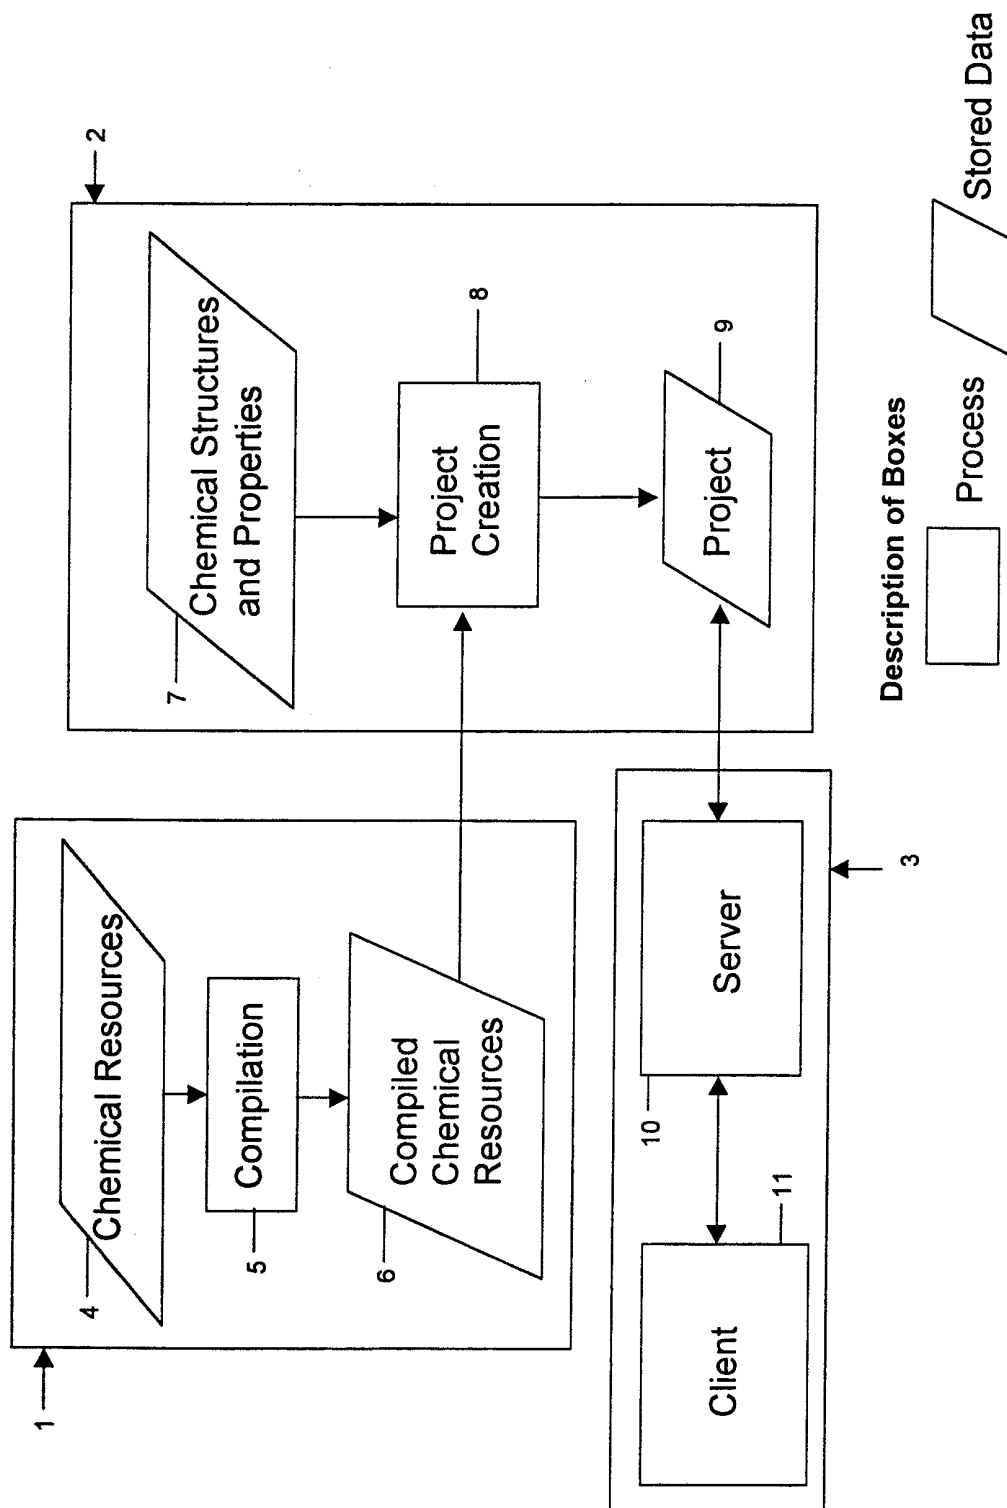 1
4
Chemical Resources
5
Compilation
6
Compiled
Chemical
Resources
2
7
Chemical Structures
and Properties
Project
Creation
8
Project
9
Client
11
10
Server
3
Description of Boxes
Process
Stored Data